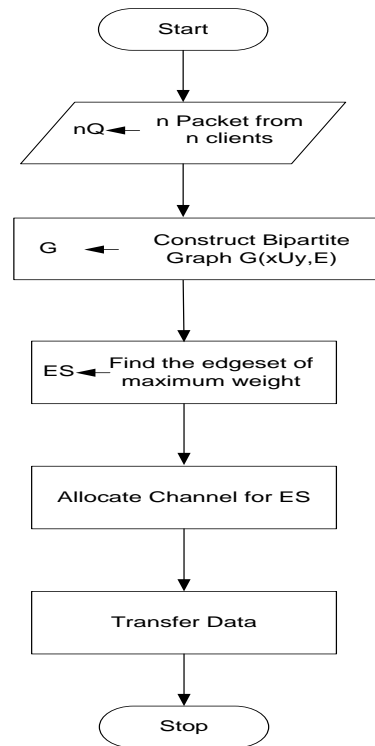 Start
nQ ← n Packet from
n clients
G ← Construct Bipartite
Graph G(xUy,E)
ES ← Find the edgeset of
maximum weight
Allocate Channel for ES
Transfer Data
Stop